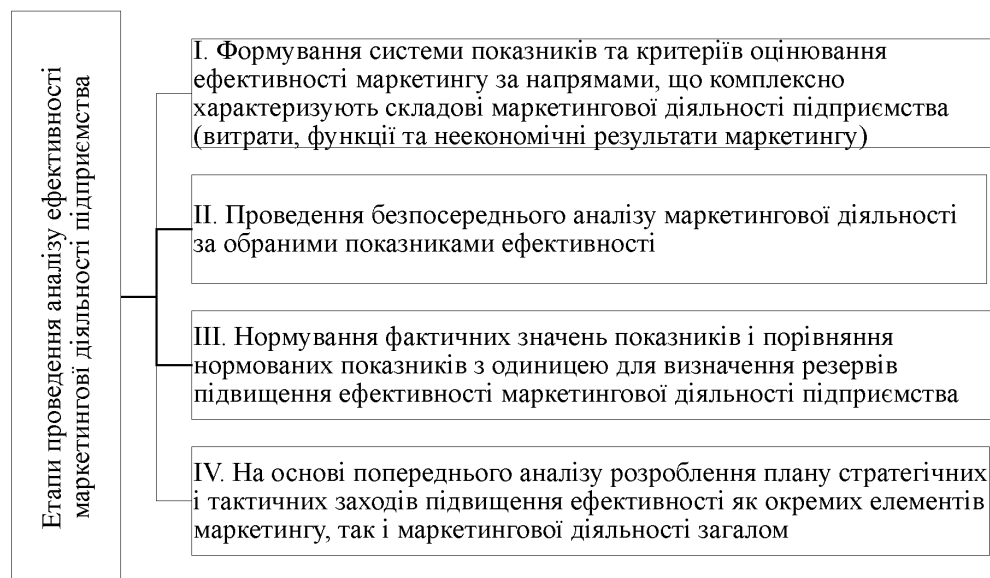 Етапи проведення аналізу ефективності
маркетингові діяльності підприємства
I. Формування системи показників та критеріїв оцінювання
ефективності маркетингу за напрямами, що комплексно
характеризують складові маркетингової діяльності підприємства
(витрати, функції та неекономічні результати маркетингу)
II. Проведення безпосереднього аналізу маркетингової діяльності
за обраними показниками ефективності
III. Нормування фактичних значень показників і порівняння
нормованих показників з одиницею для визначення резервів
підвищення ефективності маркетингової діяльності підприємства
IV. На основі попереднього аналізу розроблення плану стратегічних
і тактичних заходів підвищення ефективності як окремих елементів
маркетингу, так і маркетингової діяльності загалом